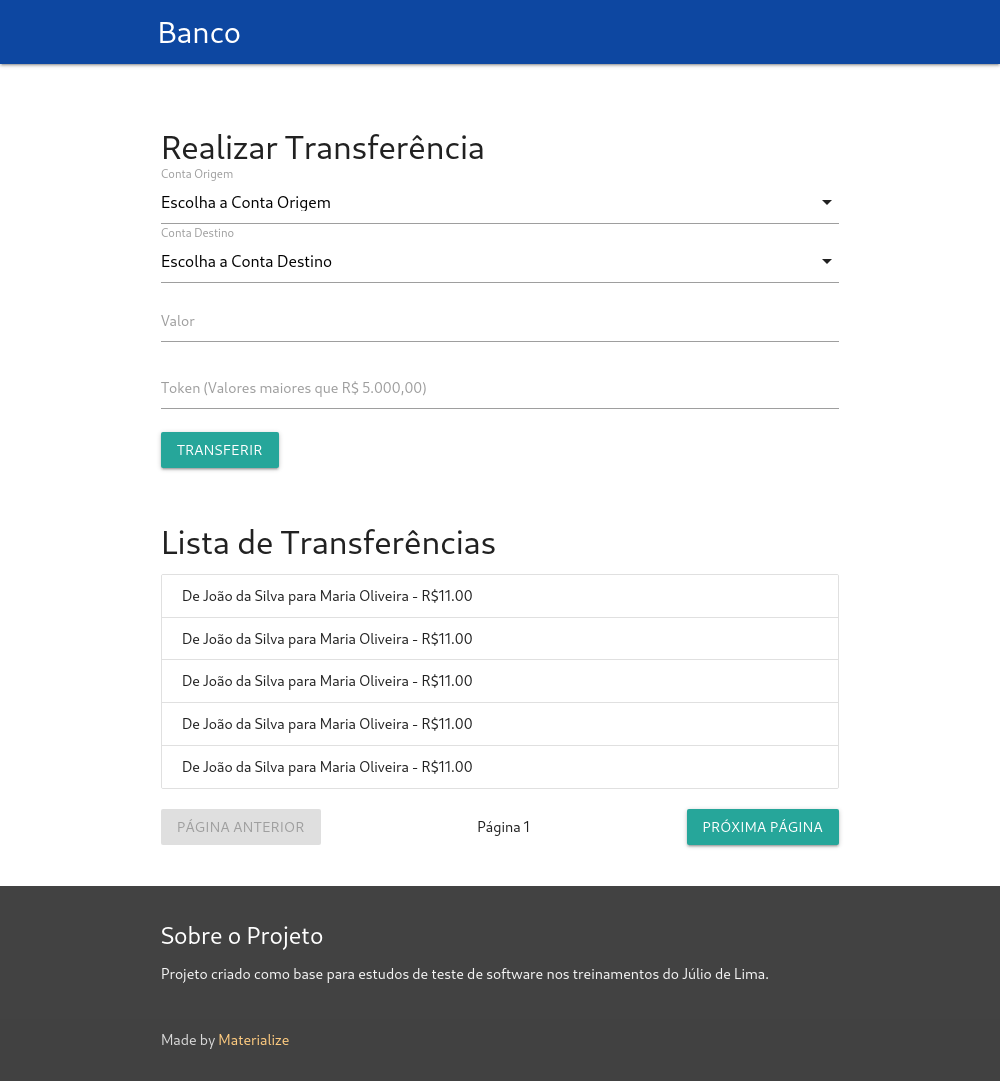 Banco
Realizar Transferência
Conta Origem
Escolha a Conta Origem
Conta Destino
Escolha a Conta Destino
Valor
Token (Valores maiores que R$ 5.000,00)
TRANSFERIR
Lista de Transferências
De João da Silva para Maria Oliveira - R$11.00
De João da Silva para Maria Oliveira - R$11.00
De João da Silva para Maria Oliveira - R$11.00
De João da Silva para Maria Oliveira - R$11.00
De João da Silva para Maria Oliveira - R$11.00
PÁGINA ANTERIOR
Página 1
PRÓXIMA PÁGINA
Sobre o Projeto
Projeto criado como base para estudos de teste de software nos treinamentos do Júlio de Lima.
Made by Materialize